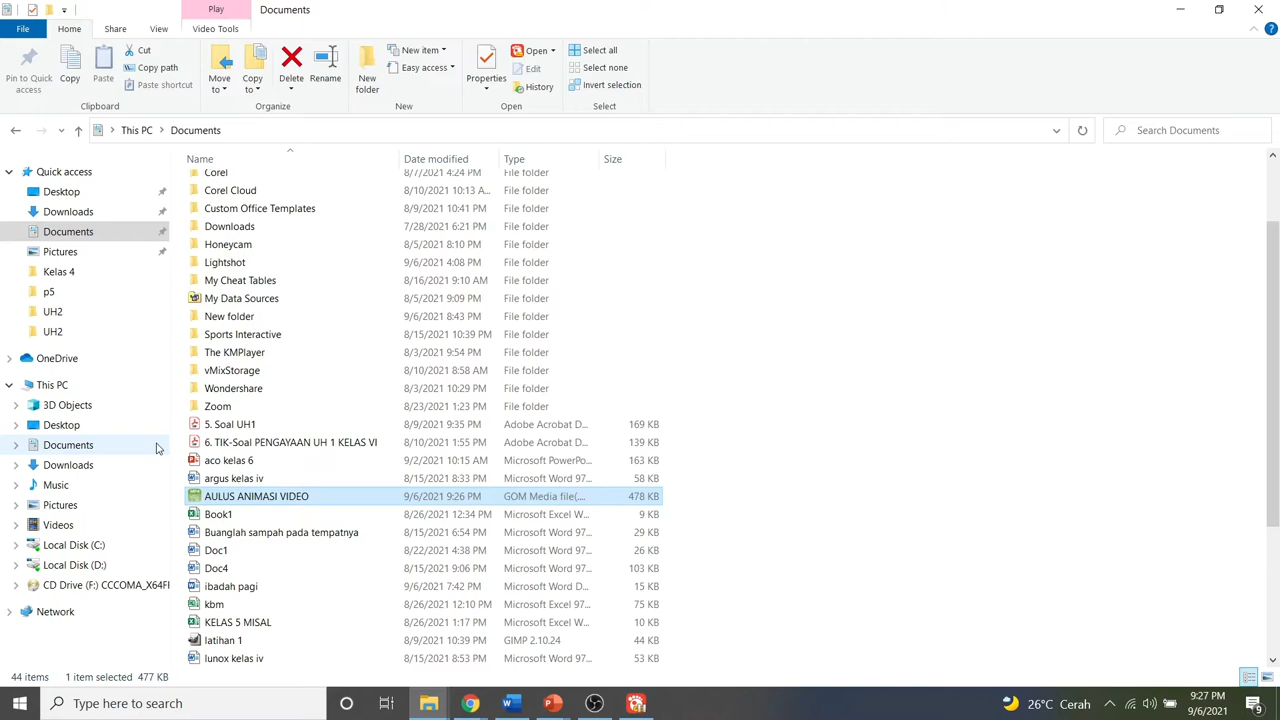 Play
Documents
File
Home
Share
View
Video Tools
Pin to Quick access
Copy
Paste
Cut
Copy path
Paste shortcut
Clipboard
Move to
Copy to
Delete
Rename
Organize
New folder
New item
Easy access
New
Properties
Open
Edit
History
Open
Select all
Select none
Invert selection
Select
This PC > Documents
Search Documents
Name Date modified Type Size
Quick access
Desktop
Downloads
Documents
Pictures
Kelas 4
p5
UH2
UH2
OneDrive
This PC
3D Objects
Desktop
Documents
Downloads
Music
Pictures
Videos
Local Disk (C:)
Local Disk (D:)
CD Drive (F:) CCCOMA_X64F
Network
Corel 8/7/2021 4:24 PM File folder
Corel Cloud 8/10/2021 10:13 A... File folder
Custom Office Templates 8/9/2021 10:41 PM File folder
Downloads 7/28/2021 6:21 PM File folder
Honeycam 8/5/2021 8:10 PM File folder
Lightshot 9/6/2021 4:08 PM File folder
My Cheat Tables 8/16/2021 9:10 AM File folder
My Data Sources 8/5/2021 9:09 PM File folder
New folder 9/6/2021 8:43 PM File folder
Sports Interactive 8/15/2021 10:39 PM File folder
The KMPlayer 8/3/2021 9:54 PM File folder
vMixStorage 8/10/2021 8:58 AM File folder
Wondershare 8/3/2021 10:29 PM File folder
Zoom 8/23/2021 1:23 PM File folder
5. Soal UH1 8/9/2021 9:35 PM Adobe Acrobat D... 169 KB
6. TIK-Soal PENGAYAAN UH 1 KELAS VI 8/10/2021 1:55 PM Adobe Acrobat D... 139 KB
aco kelas 6 9/2/2021 10:15 AM Microsoft PowerPo... 163 KB
argus kelas iv 8/15/2021 8:33 PM Microsoft Word 97... 58 KB
AULUS ANIMASI VIDEO 9/6/2021 9:26 PM GOM Media file(.... 478 KB
Book1 8/26/2021 12:34 PM Microsoft Excel W... 9 KB
Buanglah sampah pada tempatnya 8/15/2021 6:54 PM Microsoft Word 97... 29 KB
Doc1 8/22/2021 4:38 PM Microsoft Word 97... 26 KB
Doc4 8/15/2021 9:06 PM Microsoft Word 97... 103 KB
ibadah pagi 9/6/2021 7:42 PM Microsoft Word D... 15 KB
kbm 8/26/2021 12:10 PM Microsoft Excel 97... 75 KB
KELAS 5 MISAL 8/26/2021 1:17 PM Microsoft Excel W... 10 KB
latihan 1 8/9/2021 10:39 PM GIMP 2.10.24 44 KB
lunox kelas iv 8/15/2021 8:53 PM Microsoft Word 97... 53 KB
44 items 1 item selected 477 KB
Type here to search
26°C Cerah
9:27 PM
9/6/2021